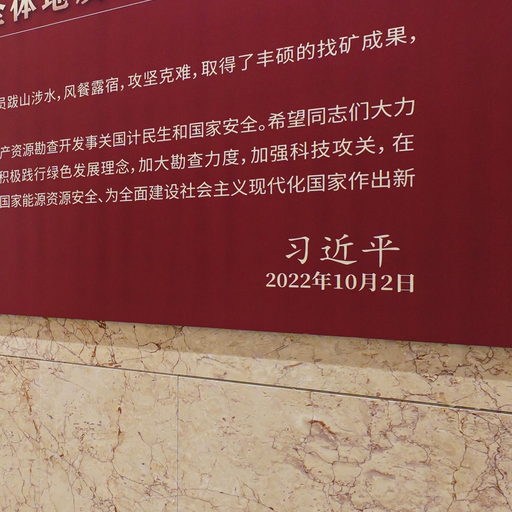 全体地质
员跋山涉水，风餐露宿，攻坚克难，取得了丰硕的找矿成果，
产资源勘查开发事关国计民生和国家安全。希望同志们大力
积极践行绿色发展理念，加大勘查力度，加强科技攻关，在
国家能源资源安全、为全面建设社会主义现代化国家作出新
习近平
2022年10月2日